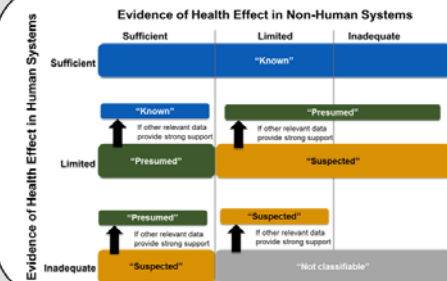 Evidence of Health Effect in Non-Human Systems
Sufficient
Limited
Inadequate
Evidence of Health Effect in Human Systems
Sufficient
"Known"
"Known"
If other relevant data
provide strong support
"Presumed"
If other relevant data
provide strong support
Limited
"Presumed"
"Suspected"
"Presumed"
If other relevant data
provide strong support
"Suspected"
If other relevant data
provide strong support
Inadequate
"Suspected"
"Not classifiable"